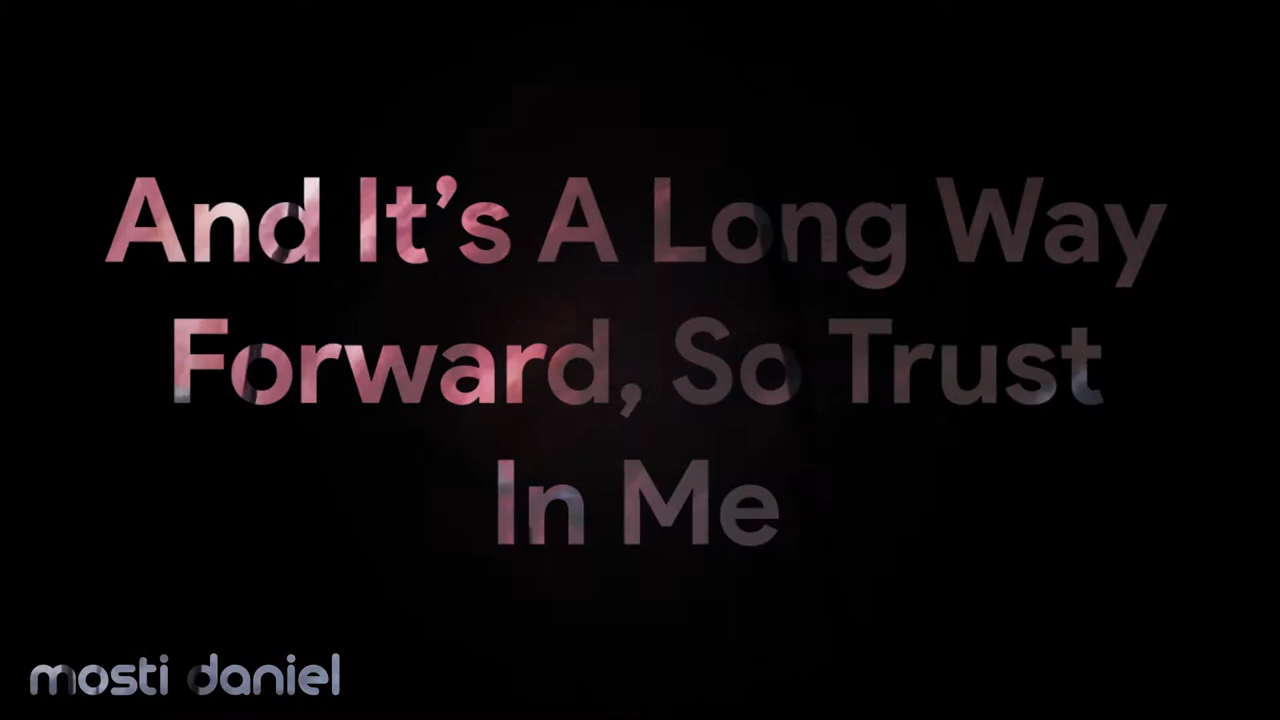 And It’s A Long Way
Forward, So Trust
In Me
mosti daniel